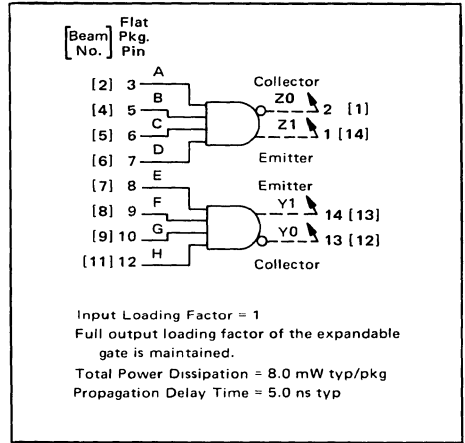 Flat
[Beam No.] Pkg. Pin
A
[2] 3
Collector
Z0
2 [1]
B
[4] 5
Z1
1 [14]
C
[5] 6
D
[6] 7
Emitter
E
[7] 8
Emitter
Y1
14 [13]
F
[8] 9
Y0
13 [12]
G
[9] 10
H
[11] 12
Collector
Input Loading Factor = 1
Full output loading factor of the expandable
gate is maintained.
Total Power Dissipation = 8.0 mW typ/pkg
Propagation Delay Time = 5.0 ns typ